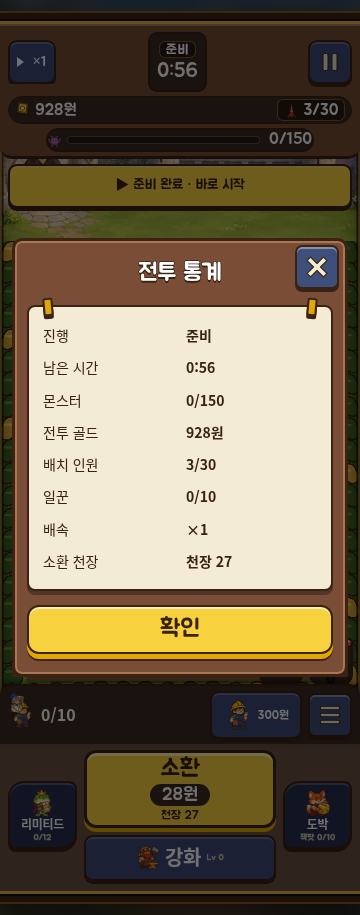 ×1
준비
0:56
928원
3/30
0/150
▶ 준비 완료 · 바로 시작
전투 통계
진행 준비
남은 시간 0:56
몬스터 0/150
전투 골드 928원
배치 인원 3/30
일꾼 0/10
배속 ×1
소환 천장 천장 27
확인
0/10
300원
소환
28원
천장 27
리미티드
0/12
도박
잭팟 0/10
강화 Lv 0